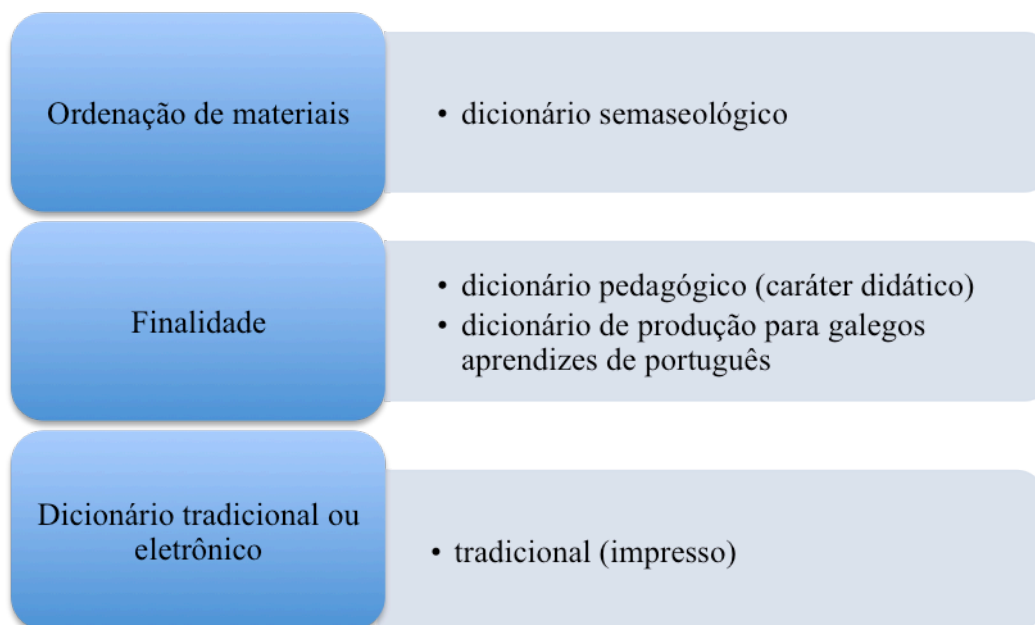 Ordenação de materiais
• dicionário semaseológico
Finalidade
• dicionário pedagógico (caráter didático)
• dicionário de produção para galegos
aprendizes de português
Dicionário tradicional ou
eletrônico
• tradicional (impresso)